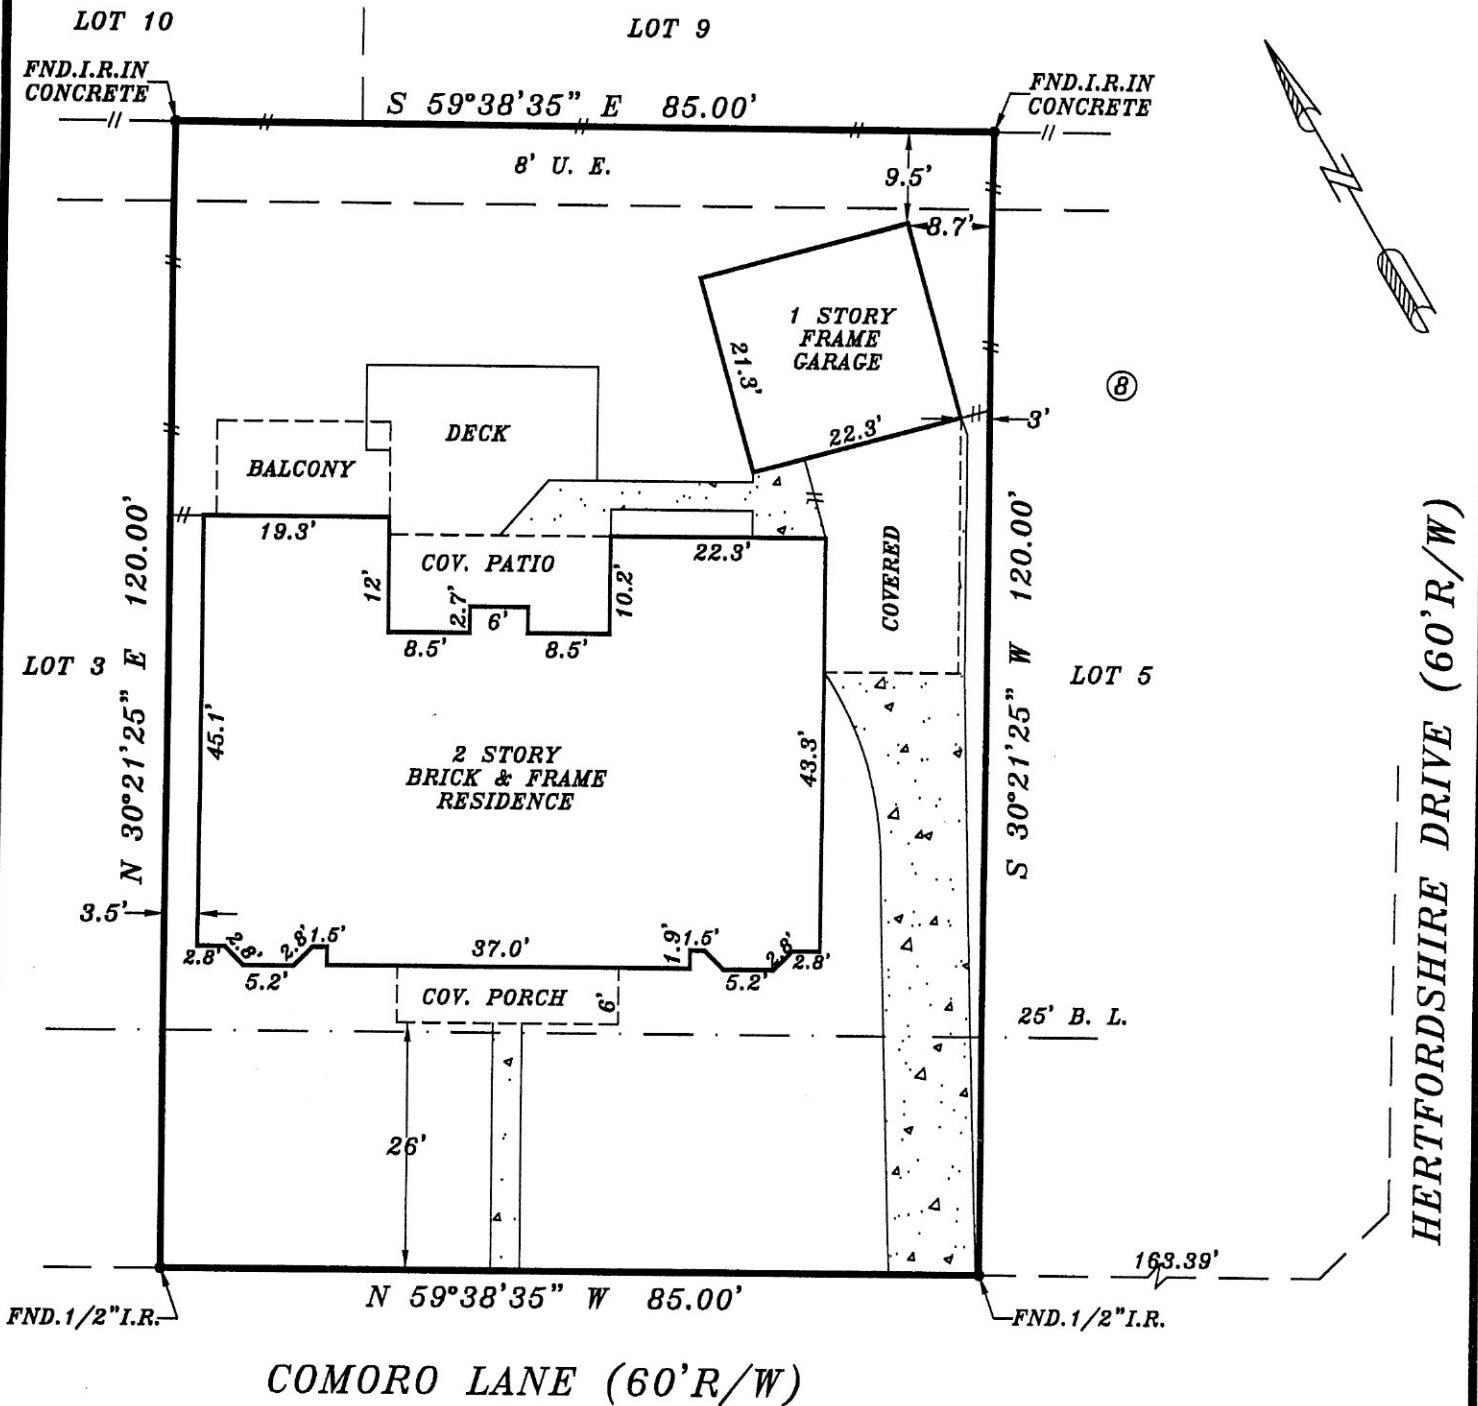 LOT 10
LOT 9
FND.I.R.IN
CONCRETE
S 59°38'35" E 85.00'
FND.I.R.IN
CONCRETE
8' U. E.
9.5'
8.7'
1 STORY
FRAME
GARAGE
21.3'
22.3'
3'
8
DECK
BALCONY
19.3'
COV. PATIO
22.3'
12'
2.7'
6'
10.2'
8.5'
8.5'
COVERED
N 30°21'25" E 120.00'
S 30°21'25" W 120.00'
LOT 3
LOT 5
45.1'
2 STORY
BRICK & FRAME
RESIDENCE
43.3'
HERTFORDSHIRE DRIVE (60'R/W)
3.5'
2.8'
2.8'
5.2'
2.8'
1.5'
37.0'
1.9'
1.5'
5.2'
2.8'
2.8'
COV. PORCH
6'
25' B. L.
26'
163.39'
N 59°38'35" W 85.00'
FND.1/2"I.R.
FND.1/2"I.R.
COMORO LANE (60'R/W)